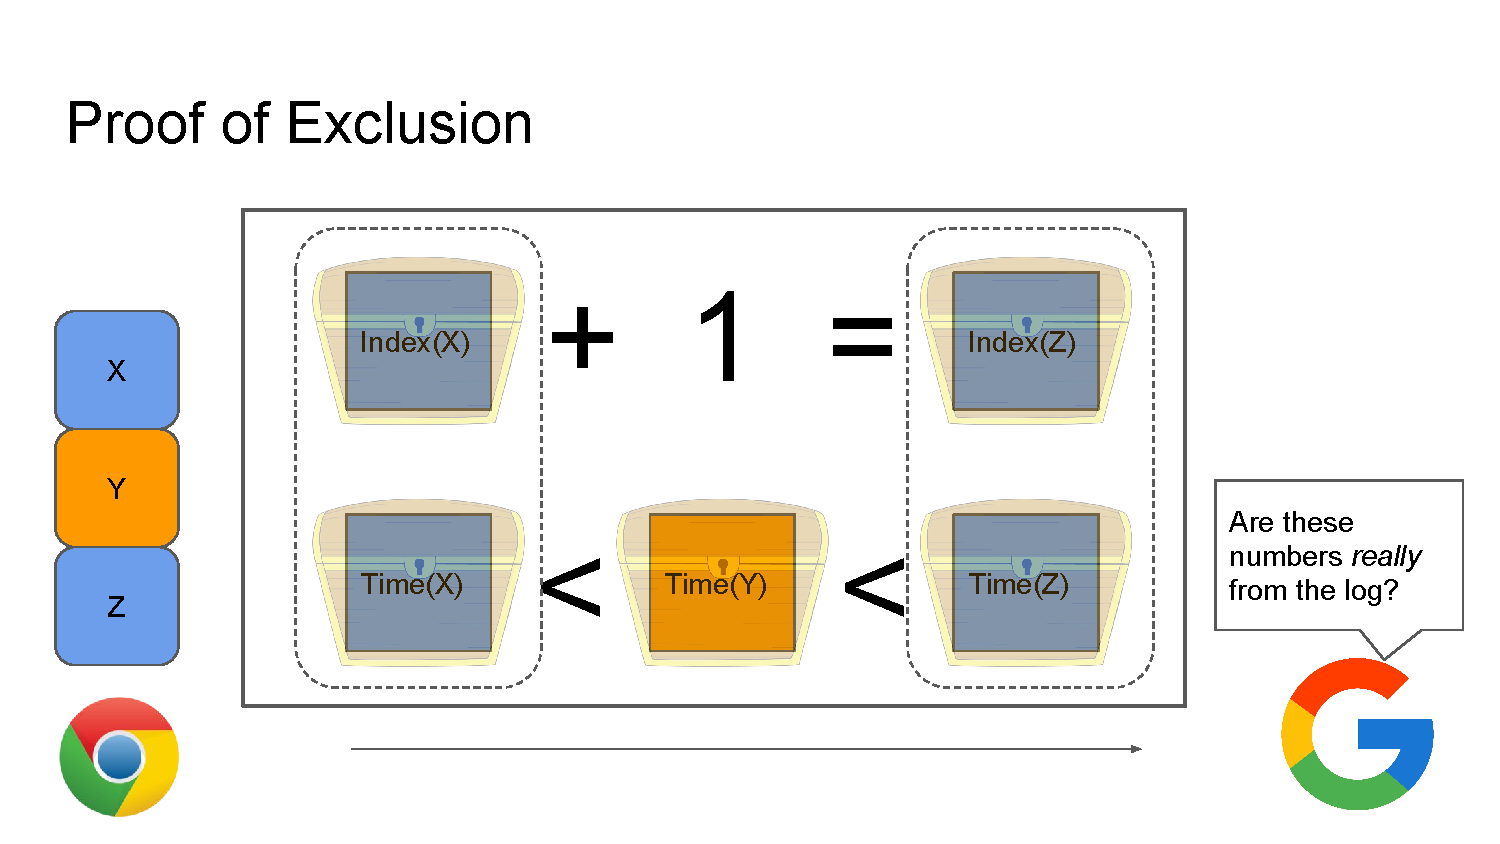 Proof of Exclusion
X
Y
Z
Index(X) + 1 = Index(Z)
Time(X) < Time(Y) < Time(Z)
Are these
numbers really
from the log?